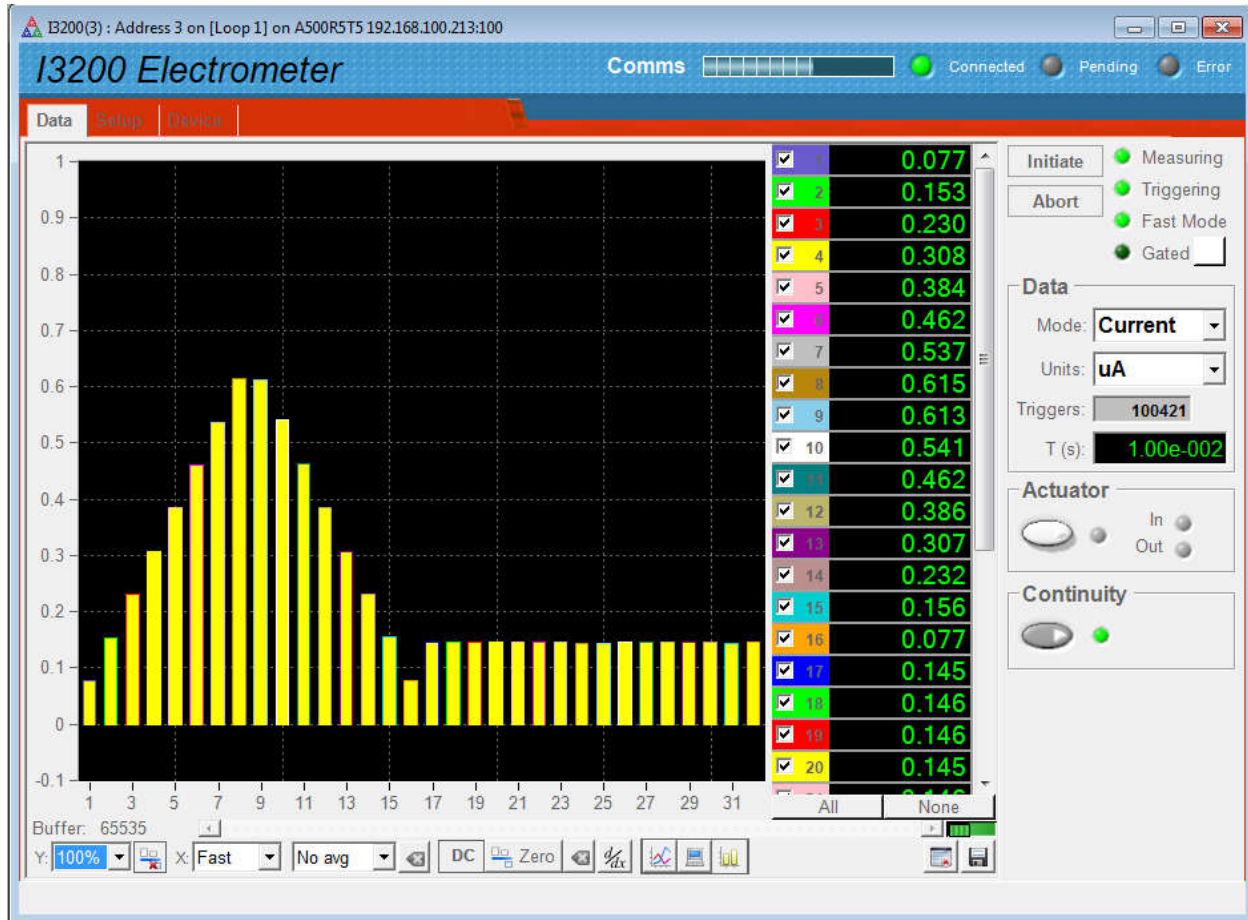 I3200(3) : Address 3 on [Loop 1] on A500R5T5 192.168.100.213:100
I3200 Electrometer
Comms
Connected
Pending
Error
Data
Setup
Device
1
0.9
0.8
0.7
0.6
0.5
0.4
0.3
0.2
0.1
0
-0.1
1 3 5 7 9 11 13 15 17 19 21 23 25 27 29 31
1 0.077
2 0.153
3 0.230
4 0.308
5 0.384
6 0.462
7 0.537
8 0.615
9 0.613
10 0.541
11 0.462
12 0.386
13 0.307
14 0.232
15 0.156
16 0.077
17 0.145
18 0.146
19 0.146
20 0.145
All None
Initiate
Abort
Measuring
Triggering
Fast Mode
Gated
Data
Mode: Current
Units: uA
Triggers: 100421
T (s): 1.00e-002
Actuator
In
Out
Continuity
Buffer: 65535
Y: 100% X: Fast No avg DC Zero d/dx